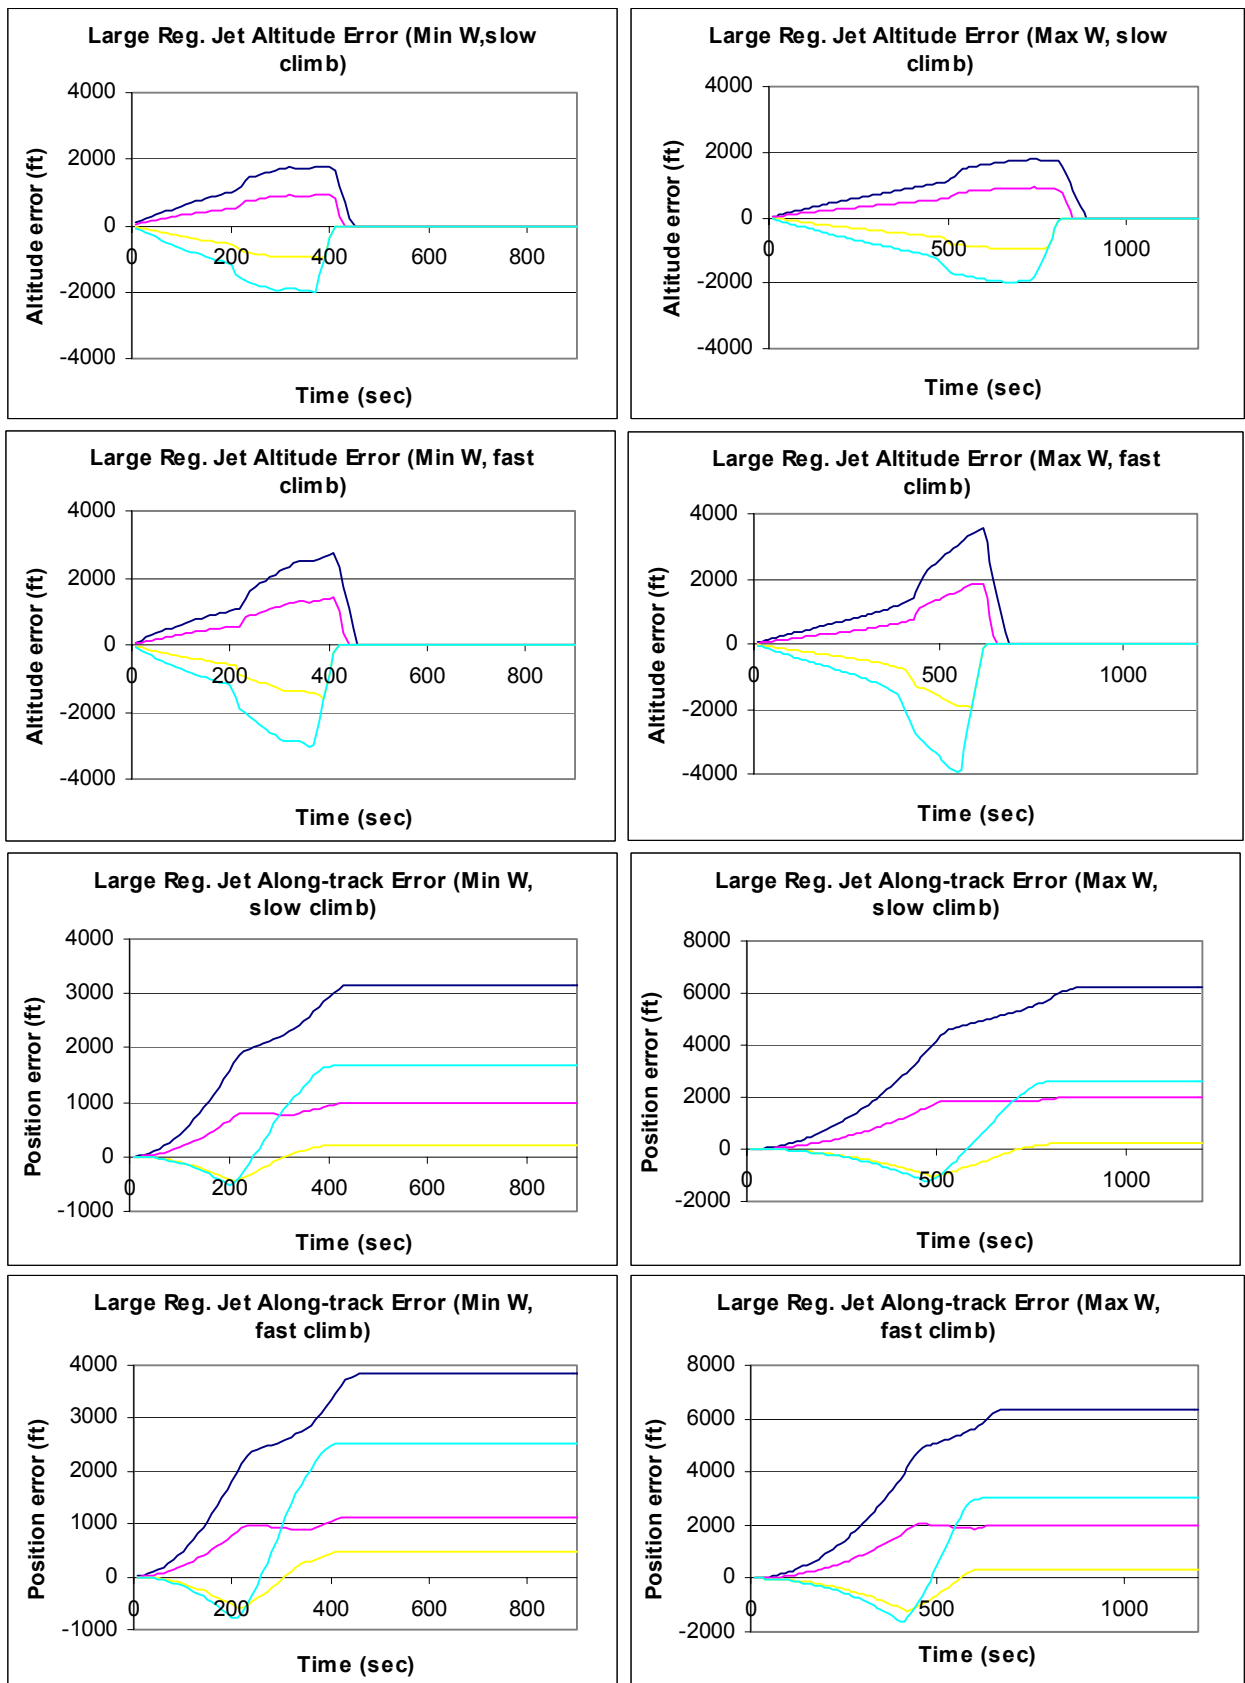 Large Reg. Jet Altitude Error (Min W,slow
climb)
4000
2000
0
-2000
-4000
0
200
400
600
800
Altitude error (ft)
Time (sec)
Large Reg. Jet Altitude Error (Max W, slow
climb)
4000
2000
0
-2000
-4000
0
500
1000
Altitude error (ft)
Time (sec)
Large Reg. Jet Altitude Error (Min W, fast
climb)
4000
2000
0
-2000
-4000
0
200
400
600
800
Altitude error (ft)
Time (sec)
Large Reg. Jet Altitude Error (Max W, fast
climb)
4000
2000
0
-2000
-4000
0
500
1000
Altitude error (ft)
Time (sec)
Large Reg. Jet Along-track Error (Min W,
slow climb)
4000
3000
2000
1000
0
-1000
0
200
400
600
800
Position error (ft)
Time (sec)
Large Reg. Jet Along-track Error (Max W,
slow climb)
8000
6000
4000
2000
0
-2000
0
500
1000
Position error (ft)
Time (sec)
Large Reg. Jet Along-track Error (Min W,
fast climb)
4000
3000
2000
1000
0
-1000
0
200
400
600
800
Position error (ft)
Time (sec)
Large Reg. Jet Along-track Error (Max W,
fast climb)
8000
6000
4000
2000
0
-2000
0
500
1000
Position error (ft)
Time (sec)